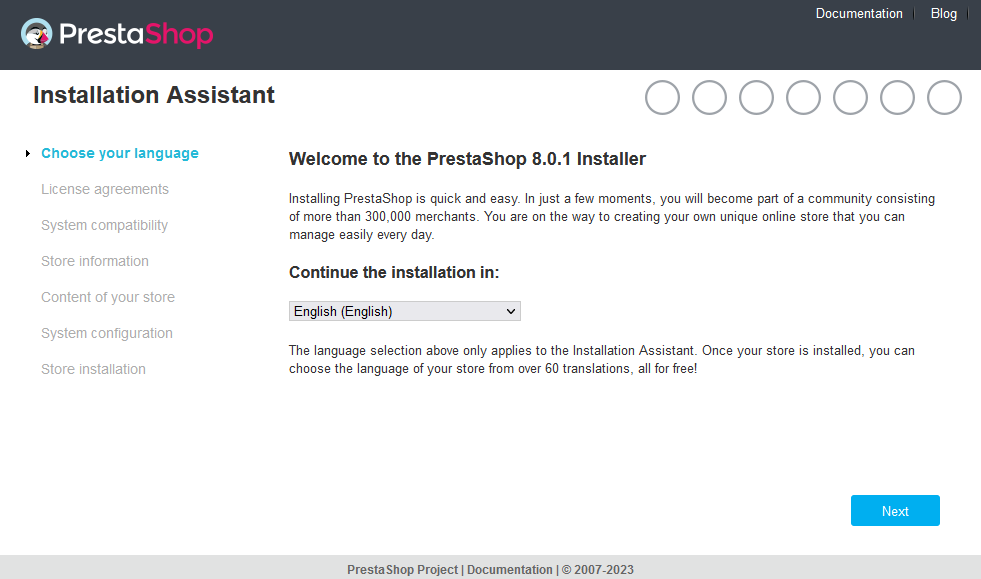 PrestaShop
Documentation
Blog
Installation Assistant
Choose your language
License agreements
System compatibility
Store information
Content of your store
System configuration
Store installation
Welcome to the PrestaShop 8.0.1 Installer
Installing PrestaShop is quick and easy. In just a few moments, you will become part of a community consisting
of more than 300,000 merchants. You are on the way to creating your own unique online store that you can
manage easily every day.
Continue the installation in:
English (English)
The language selection above only applies to the Installation Assistant. Once your store is installed, you can
choose the language of your store from over 60 translations, all for free!
Next
PrestaShop Project | Documentation | © 2007-2023